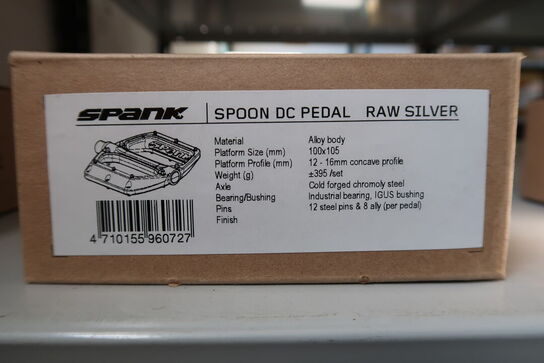 SPANK SPOON DC PEDAL RAW SILVER
Material Alloy body
Platform Size (mm) 100x105
Platform Profile (mm) 12 - 16mm concave profile
Weight (g) ±395 /set
Axle Cold forged chromoly steel
Bearing/Bushing Industrial bearing, IGUS bushing
Pins 12 steel pins & 8 ally (per pedal)
Finish
4 710155 960727